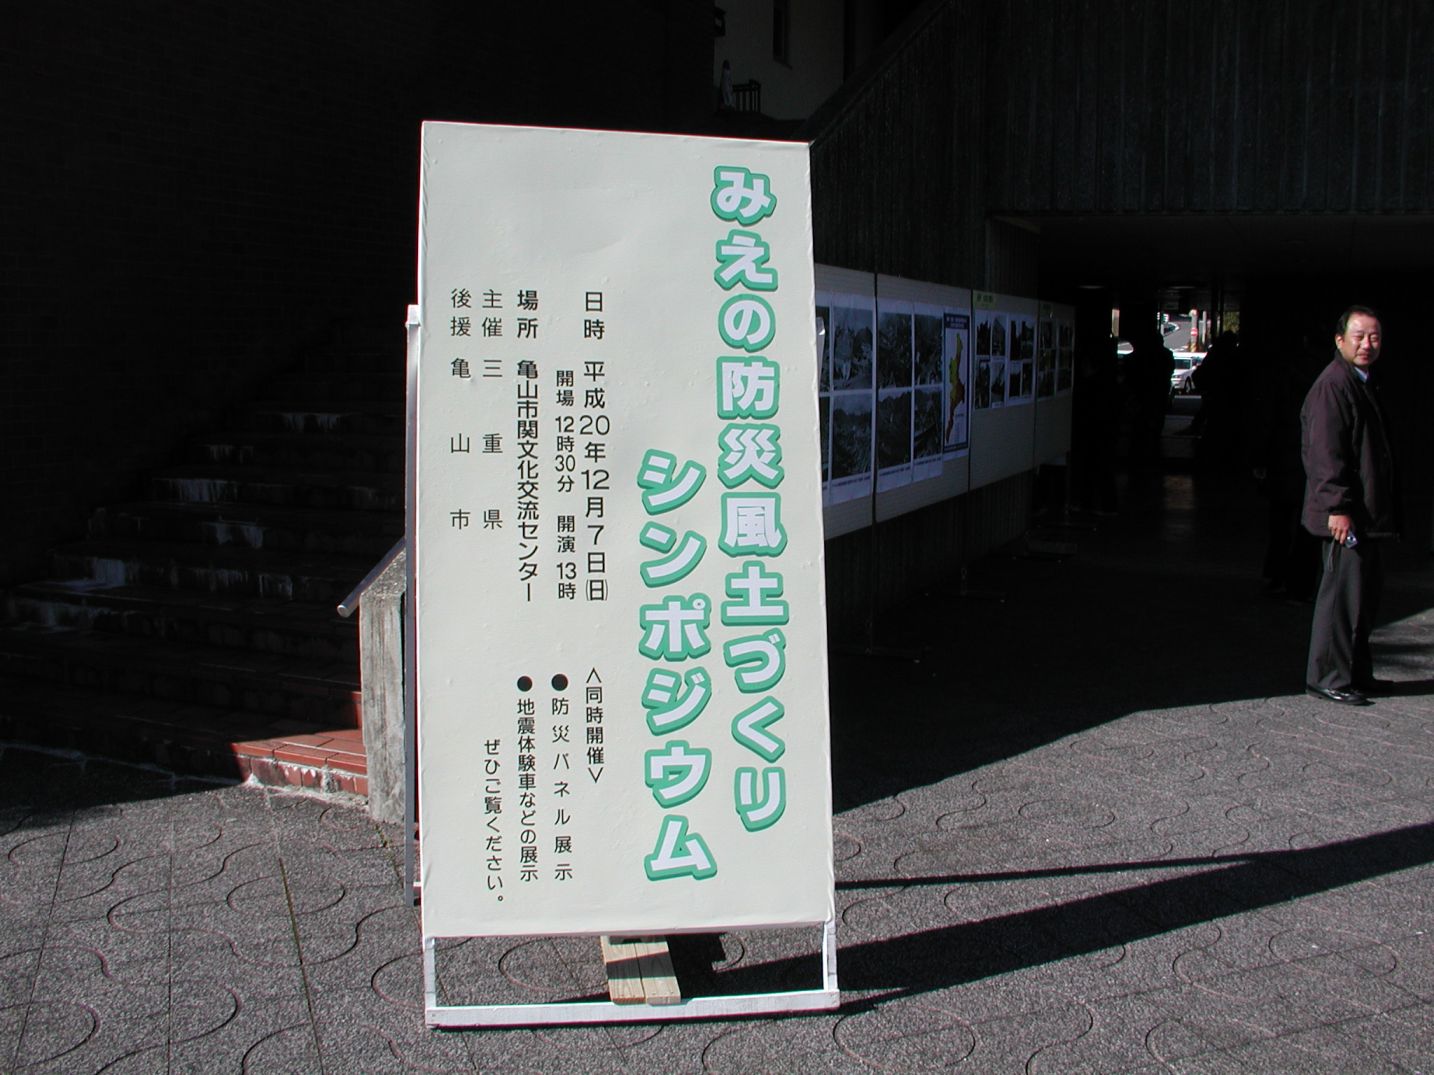 みえの防災風土づくり
シンポジウム
日時 平成20年12月7日(日)
開場 12時30分 開演 13時
場所 亀山市関文化交流センター
主催 三重県
後援 亀山市
<同時開催>
●防災パネル展示
●地震体験車などの展示
ぜひご覧ください。